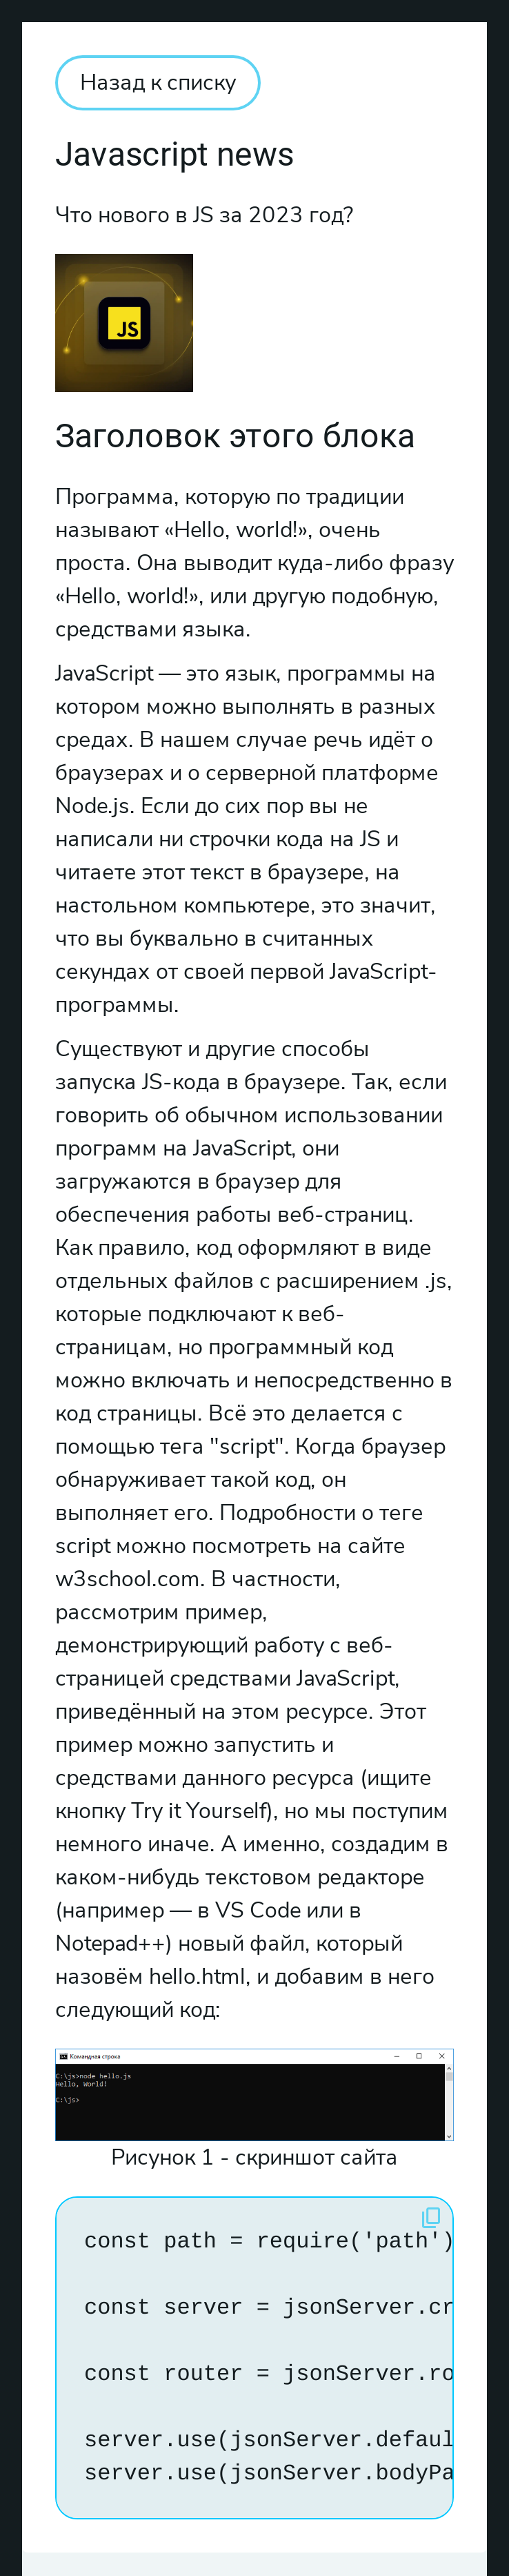 Назад к списку
Javascript news
Что нового в JS за 2023 год?
JS
Заголовок этого блока
Программа, которую по традиции
называют «Hello, world!», очень
проста. Она выводит куда-либо фразу
«Hello, world!», или другую подобную,
средствами языка.
JavaScript — это язык, программы на
котором можно выполнять в разных
средах. В нашем случае речь идёт о
браузерах и о серверной платформе
Node.js. Если до сих пор вы не
написали ни строчки кода на JS и
читаете этот текст в браузере, на
настольном компьютере, это значит,
что вы буквально в считанных
секундах от своей первой JavaScript-
программы.
Существуют и другие способы
запуска JS-кода в браузере. Так, если
говорить об обычном использовании
программ на JavaScript, они
загружаются в браузер для
обеспечения работы веб-страниц.
Как правило, код оформляют в виде
отдельных файлов с расширением .js,
которые подключают к веб-
страницам, но программный код
можно включать и непосредственно в
код страницы. Всё это делается с
помощью тега "script". Когда браузер
обнаруживает такой код, он
выполняет его. Подробности о теге
script можно посмотреть на сайте
w3school.com. В частности,
рассмотрим пример,
демонстрирующий работу с веб-
страницей средствами JavaScript,
приведённый на этом ресурсе. Этот
пример можно запустить и
средствами данного ресурса (ищите
кнопку Try it Yourself), но мы поступим
немного иначе. А именно, создадим в
каком-нибудь текстовом редакторе
(например — в VS Code или в
Notepad++) новый файл, который
назовём hello.html, и добавим в него
следующий код:
Командная строка
C:\js>node hello.js
Hello, World!
C:\js>
Рисунок 1 - скриншот сайта
const path = require('path')
const server = jsonServer.cr
const router = jsonServer.ro
server.use(jsonServer.defaul
server.use(jsonServer.bodyPa